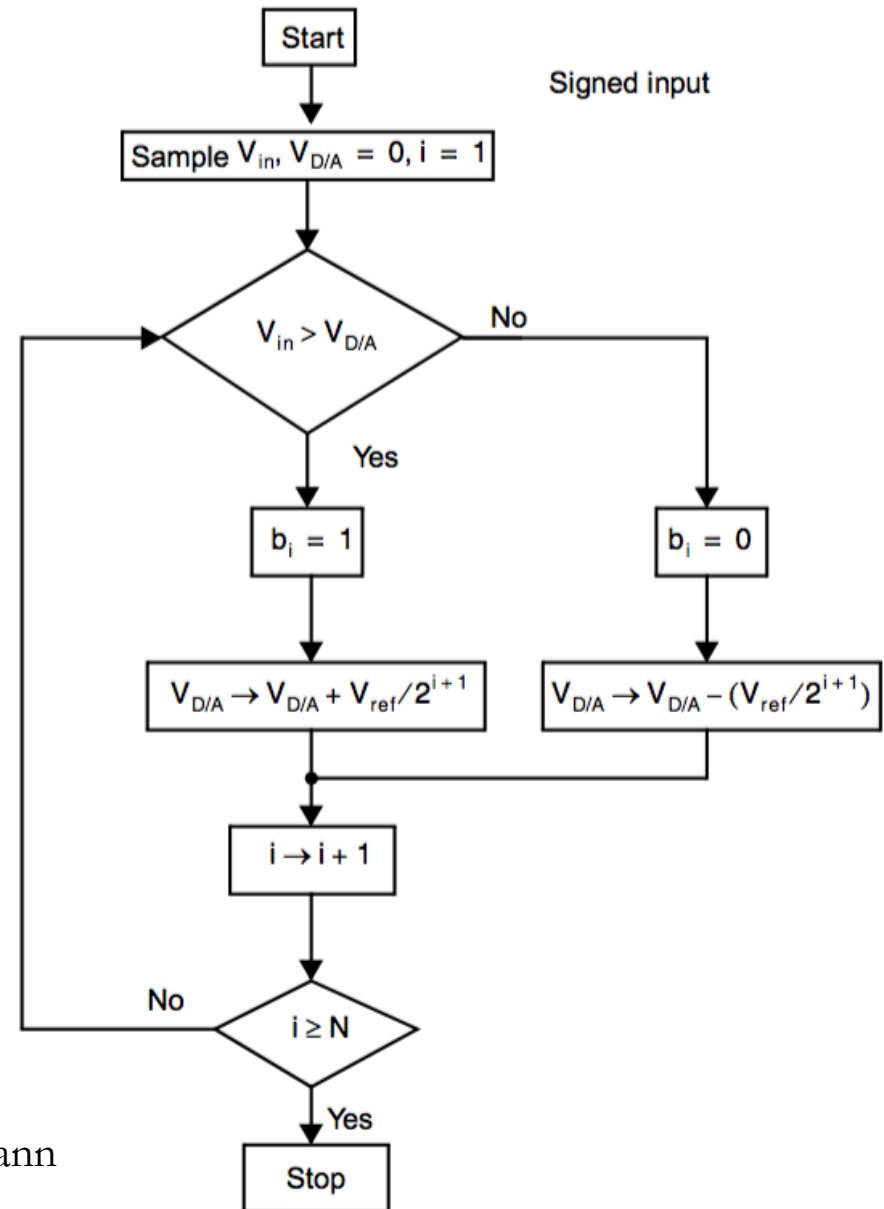 Start
Signed input
Sample V_in, V_D/A = 0, i = 1
V_in > V_D/A
No
Yes
b_i = 1
b_i = 0
V_D/A → V_D/A + V_ref/2^{i+1}
V_D/A → V_D/A − (V_ref/2^{i+1})
i → i + 1
No
i ≥ N
Yes
ann
Stop